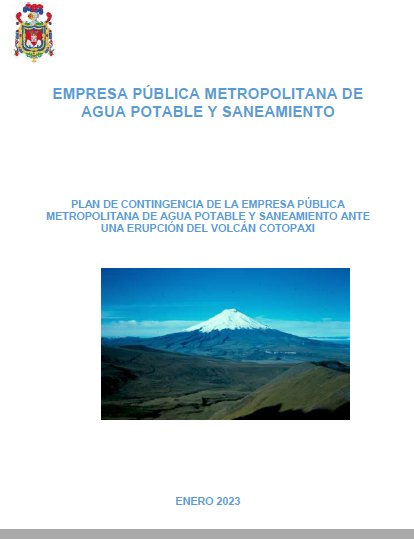 EMPRESA PÚBLICA METROPOLITANA DE
AGUA POTABLE Y SANEAMIENTO
PLAN DE CONTINGENCIA DE LA EMPRESA PÚBLICA
METROPOLITANA DE AGUA POTABLE Y SANEAMIENTO ANTE
UNA ERUPCIÓN DEL VOLCÁN COTOPAXI
ENERO 2023